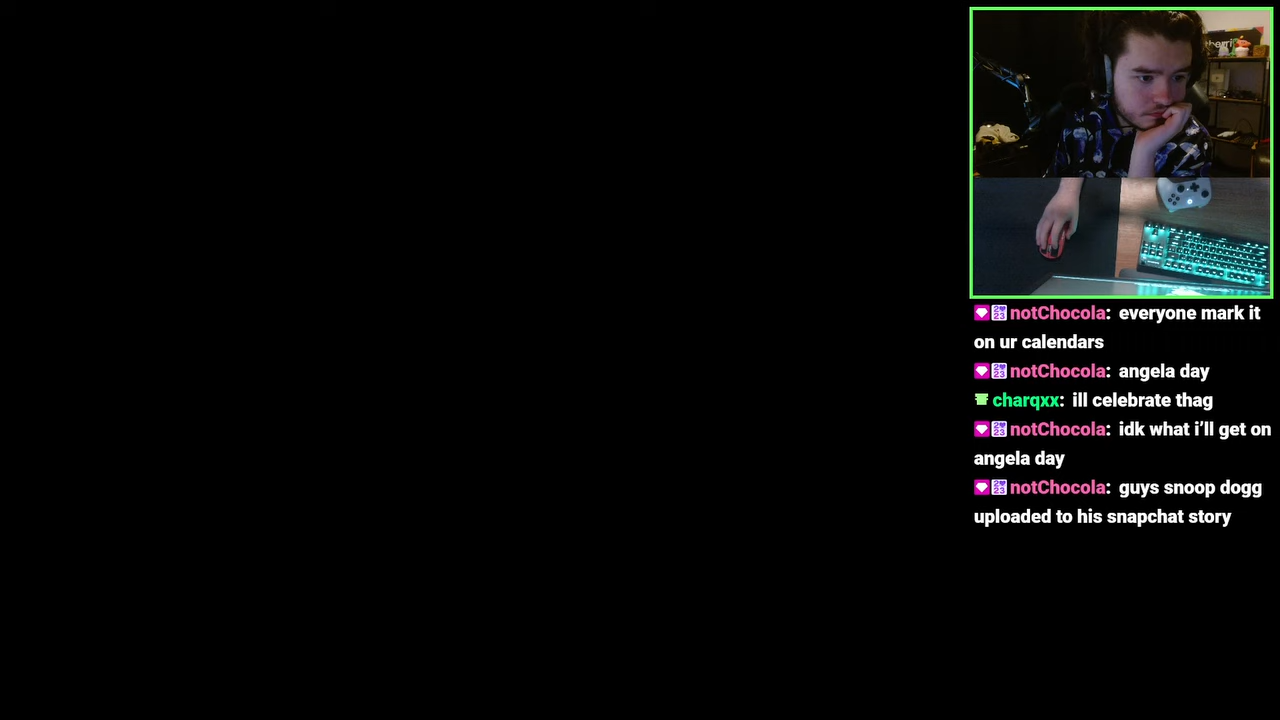 notChocola: everyone mark it
on ur calendars
notChocola: angela day
charqxx: ill celebrate thag
notChocola: idk what i'll get on
angela day
notChocola: guys snoop dogg
uploaded to his snapchat story